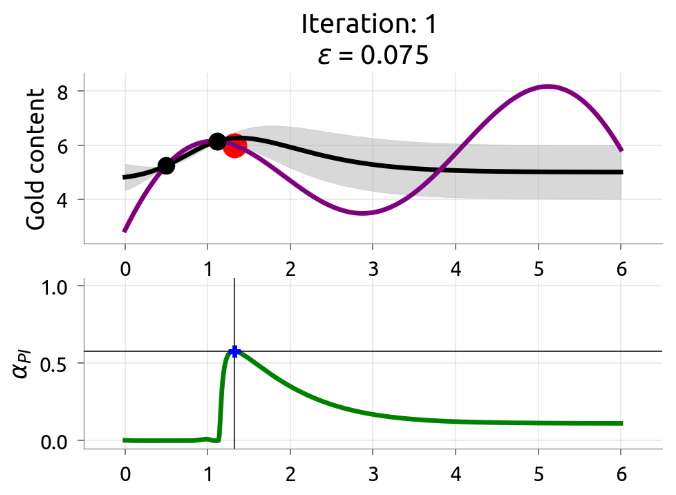 Iteration: 1
ε = 0.075
Gold content
8
6
4
0 1 2 3 4 5 6
α_PI
1.0
0.5
0.0
0 1 2 3 4 5 6